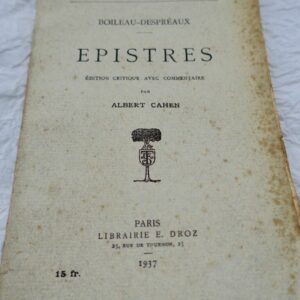 BOILEAU-DESPRÉAUX
EPISTRES
ÉDITION CRITIQUE AVEC COMMENTAIRE
PAR
ALBERT CAHEN
PARIS
LIBRAIRIE E. DROZ
25, RUE DE TOURNON, 25
1937
15 fr.